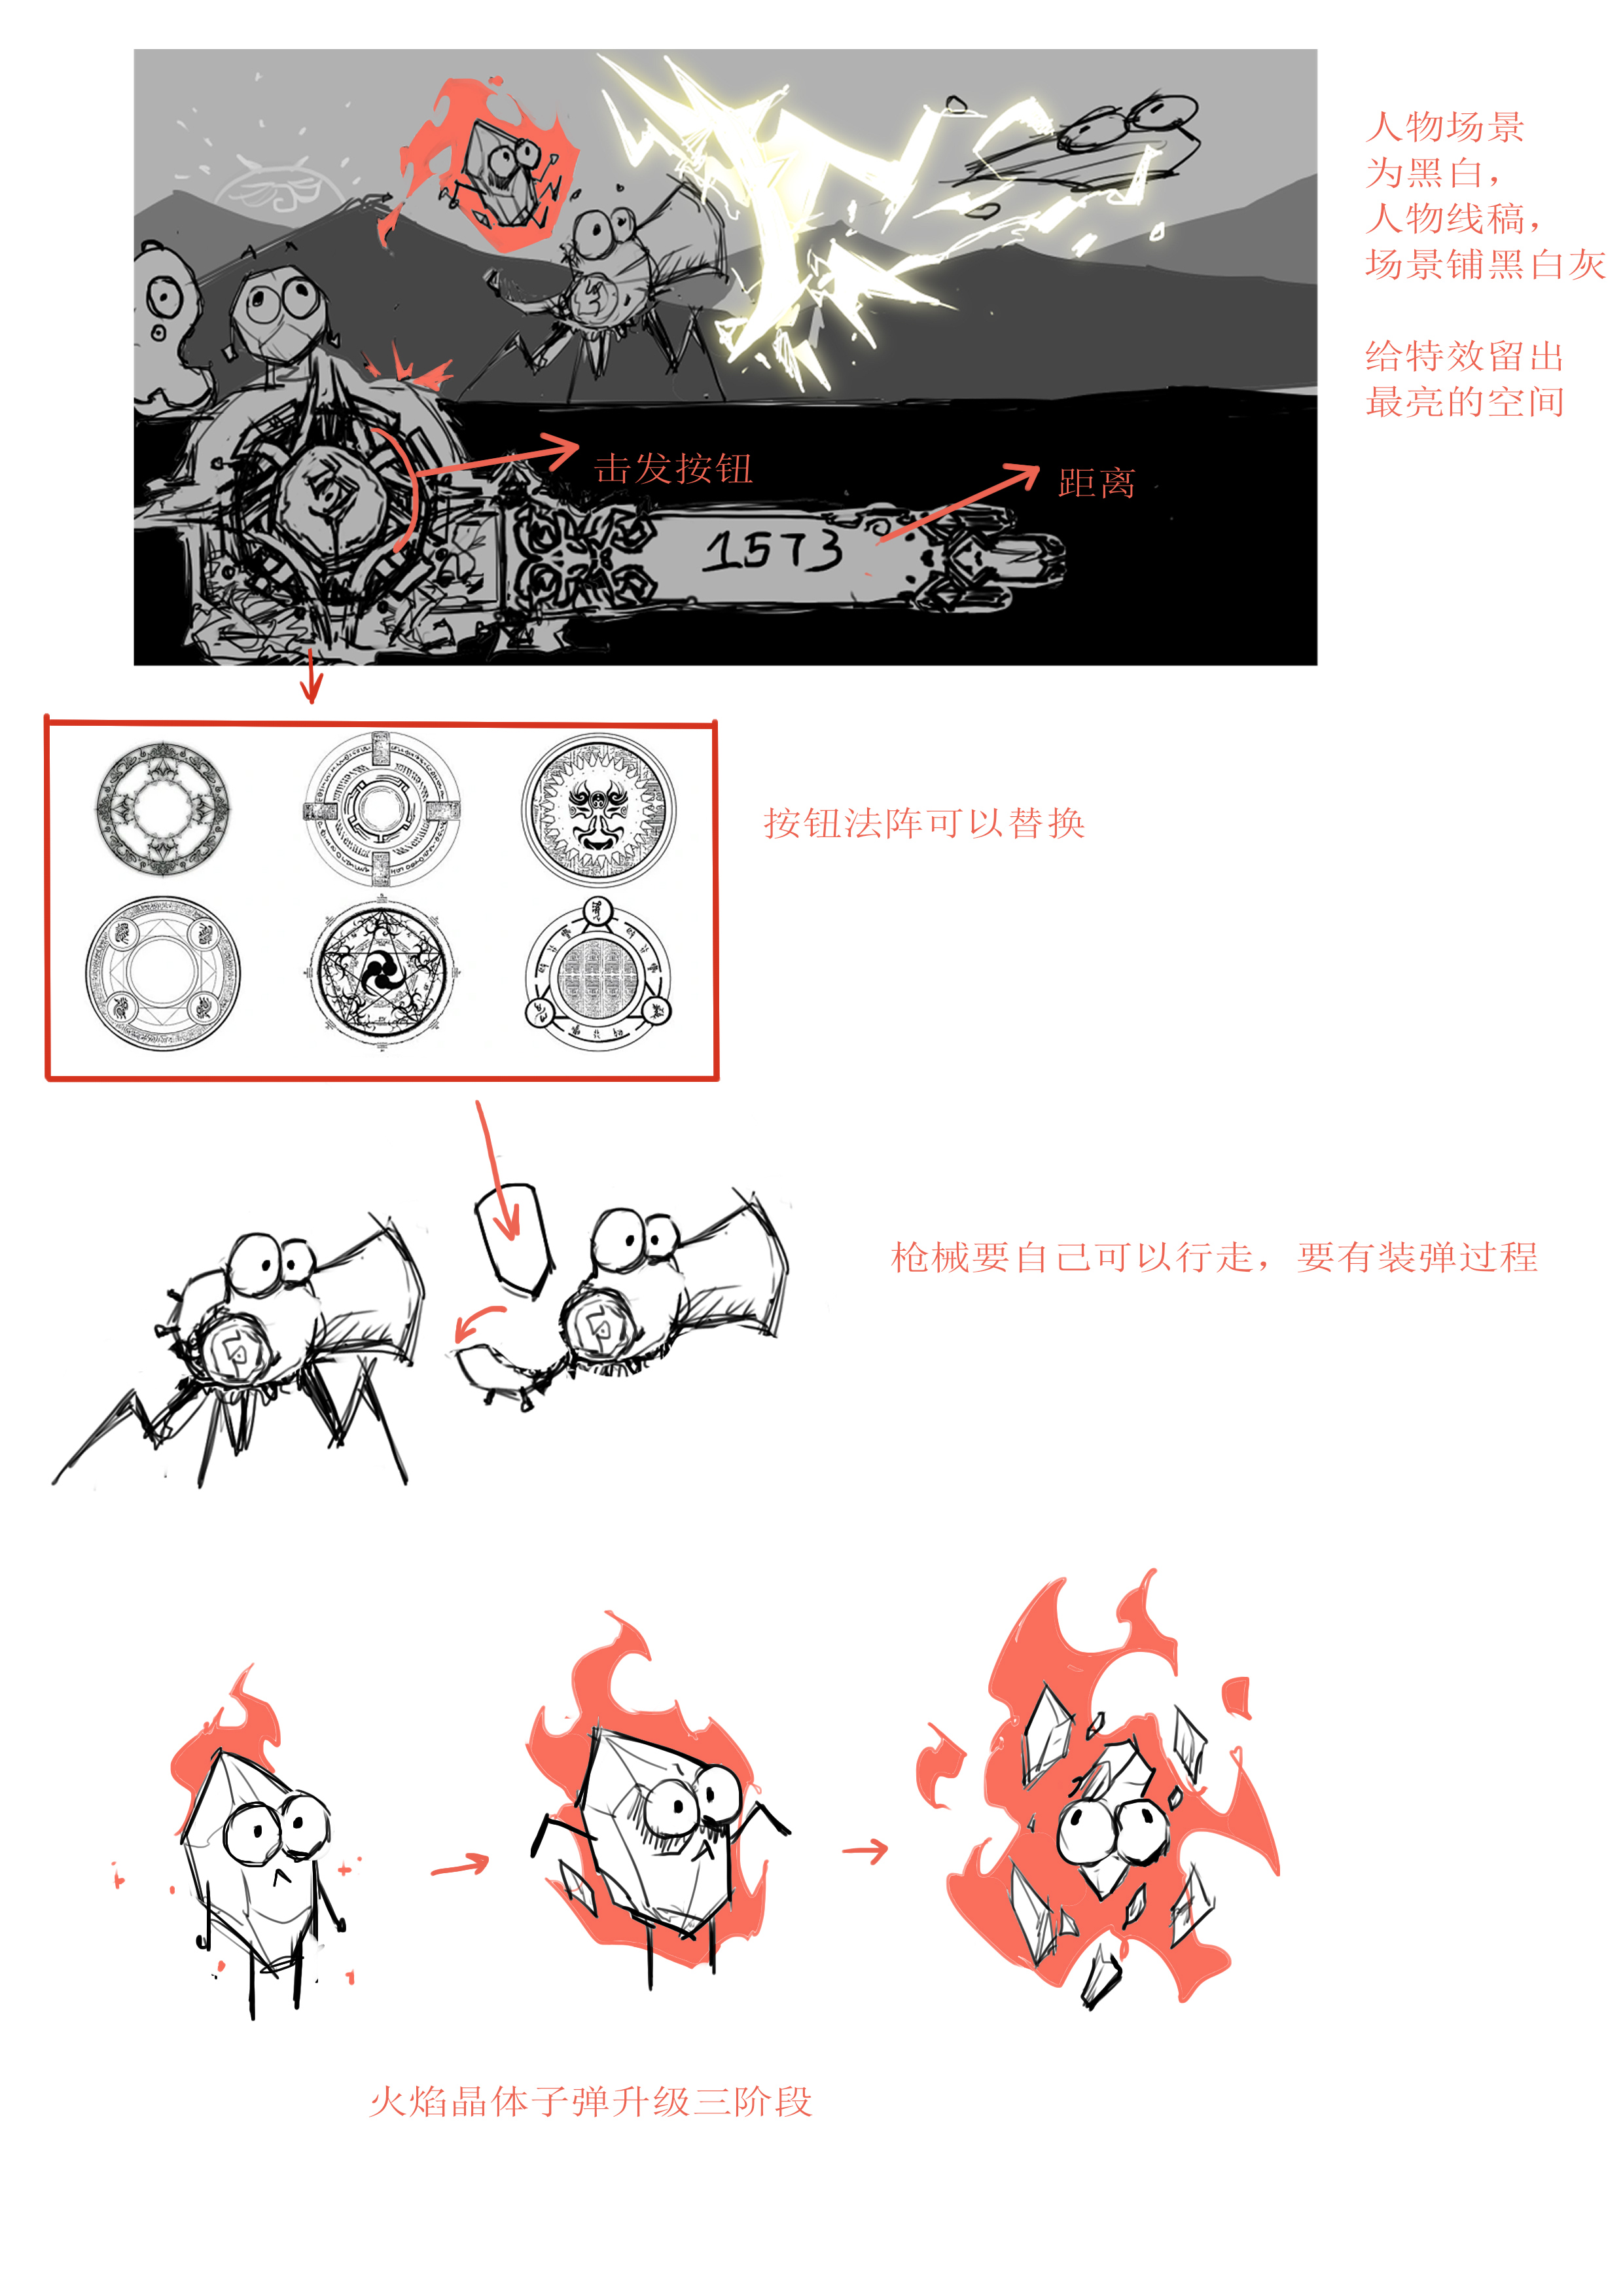 人物场景
为黑白，
人物线稿，
场景铺黑白灰
给特效留出
最亮的空间
击发按钮
距离
1573
按钮法阵可以替换
枪械要自己可以行走，要有装弹过程
火焰晶体子弹升级三阶段